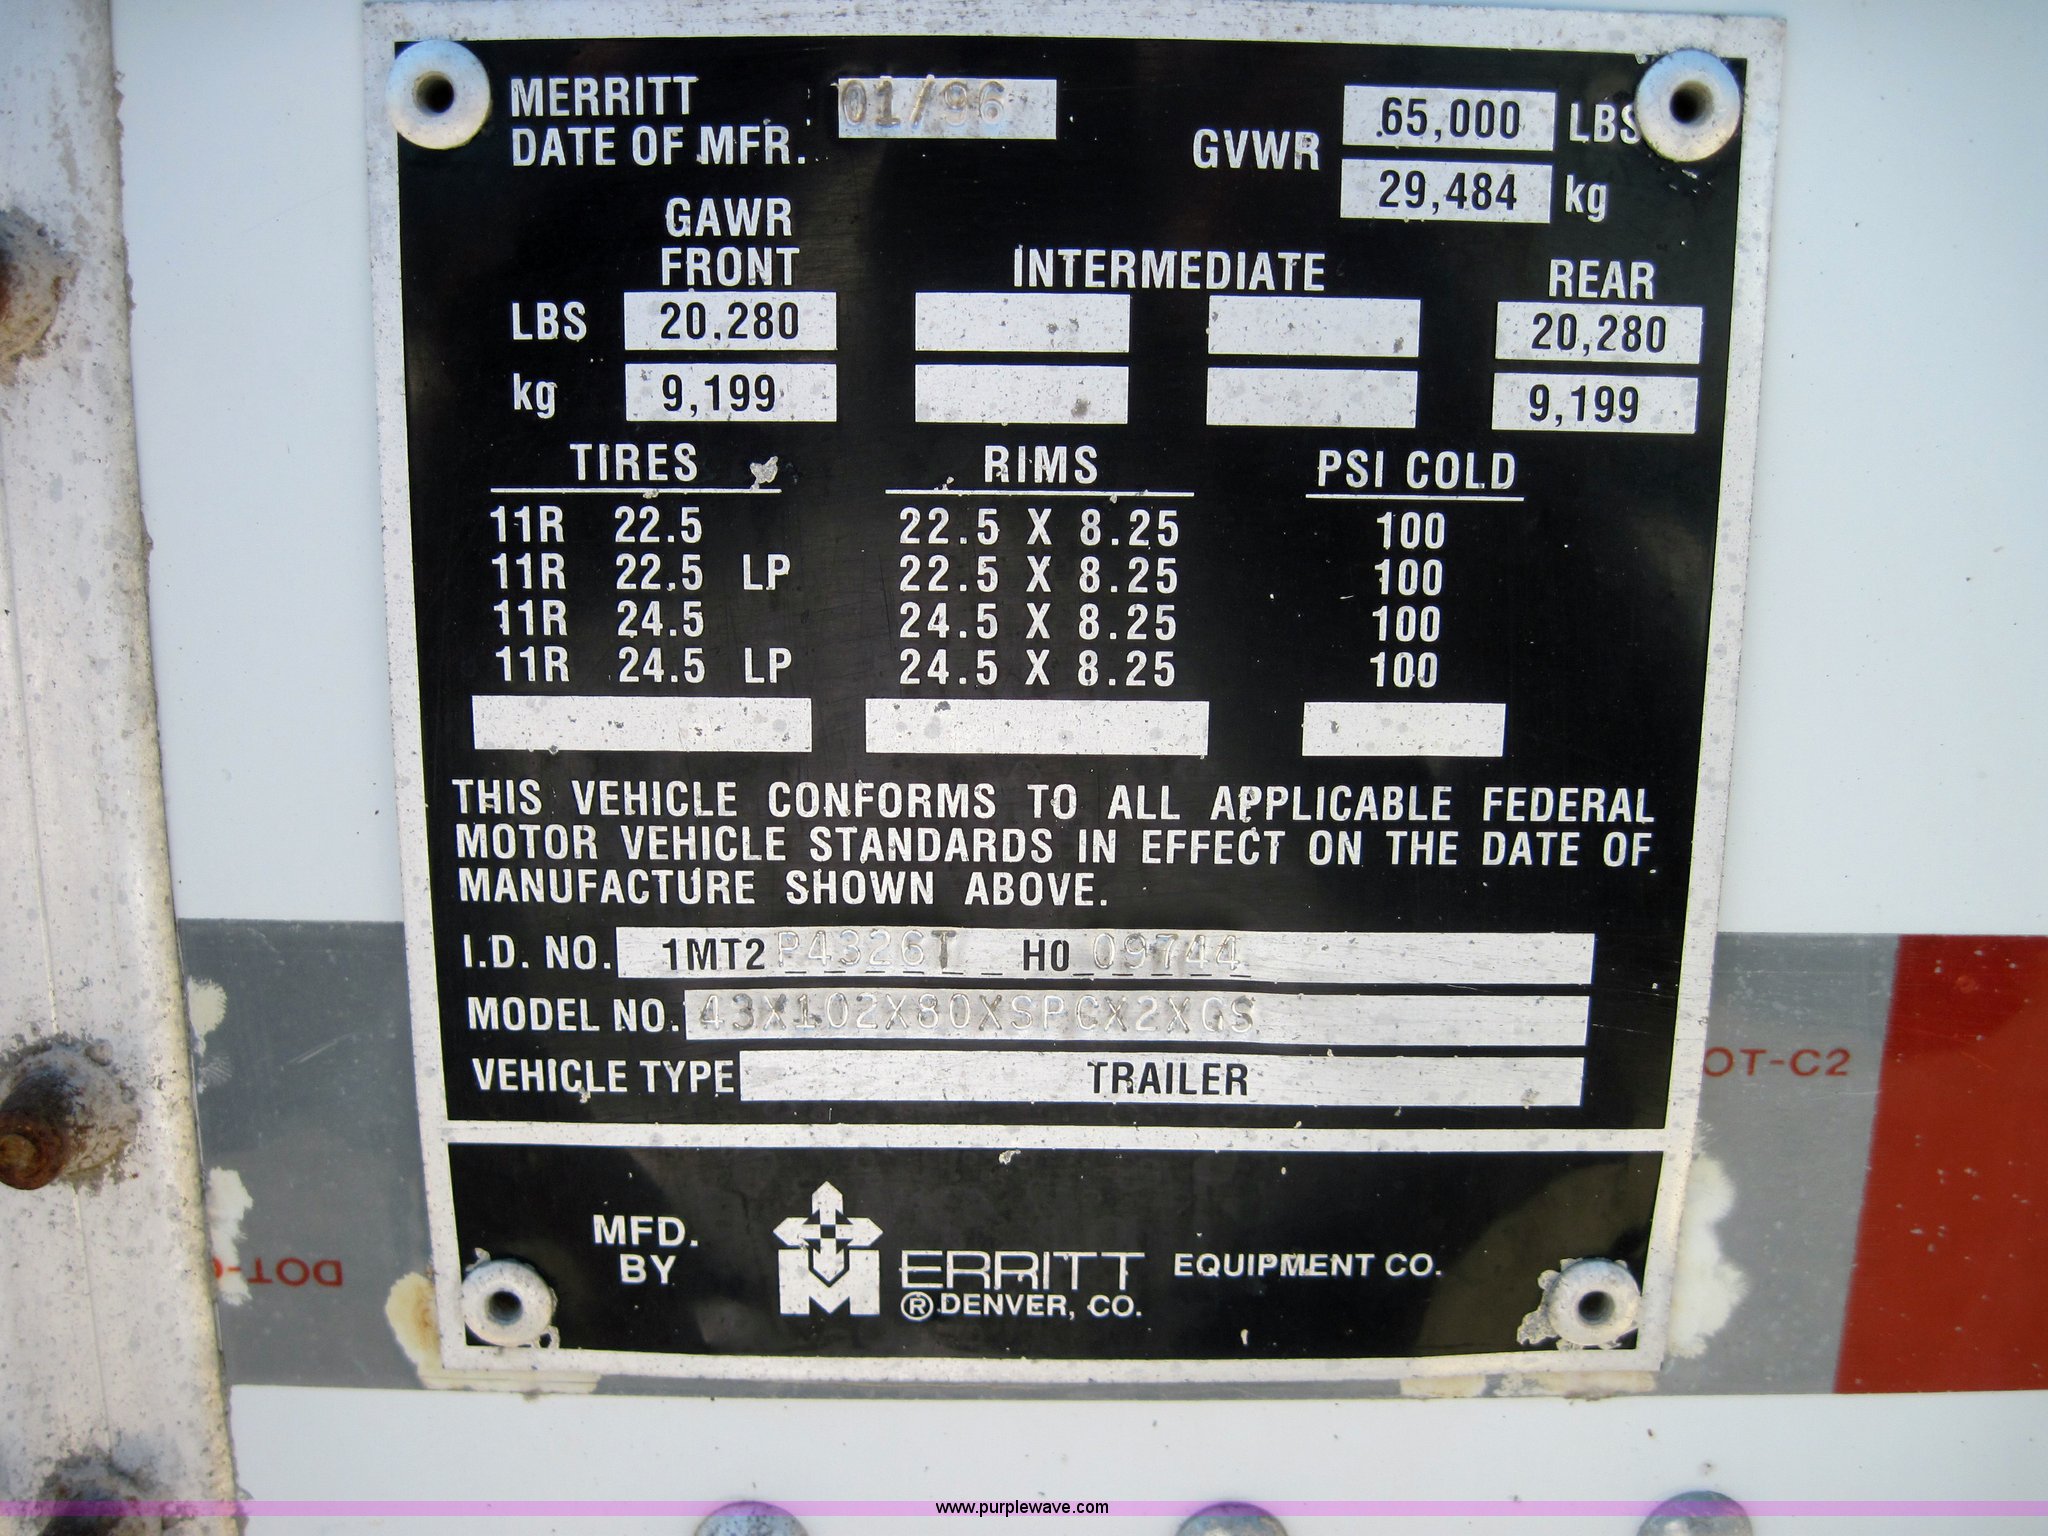 MERRITT 01/96
DATE OF MFR.
GVWR 65,000 LBS
29,484 kg
GAWR
FRONT INTERMEDIATE REAR
LBS 20,280 20,280
kg 9,199 9,199
TIRES RIMS PSI COLD
11R 22.5 22.5 X 8.25 100
11R 22.5 LP 22.5 X 8.25 100
11R 24.5 24.5 X 8.25 100
11R 24.5 LP 24.5 X 8.25 100
THIS VEHICLE CONFORMS TO ALL APPLICABLE FEDERAL
MOTOR VEHICLE STANDARDS IN EFFECT ON THE DATE OF
MANUFACTURE SHOWN ABOVE.
I.D. NO. 1MT2 P4326T_ H0 09744
MODEL NO. 43X102X80XSPCX2XGS
VEHICLE TYPE TRAILER
OT-C2
DOT-C
MFD.
BY
MERRITT EQUIPMENT CO.
® DENVER, CO.
www.purplewave.com